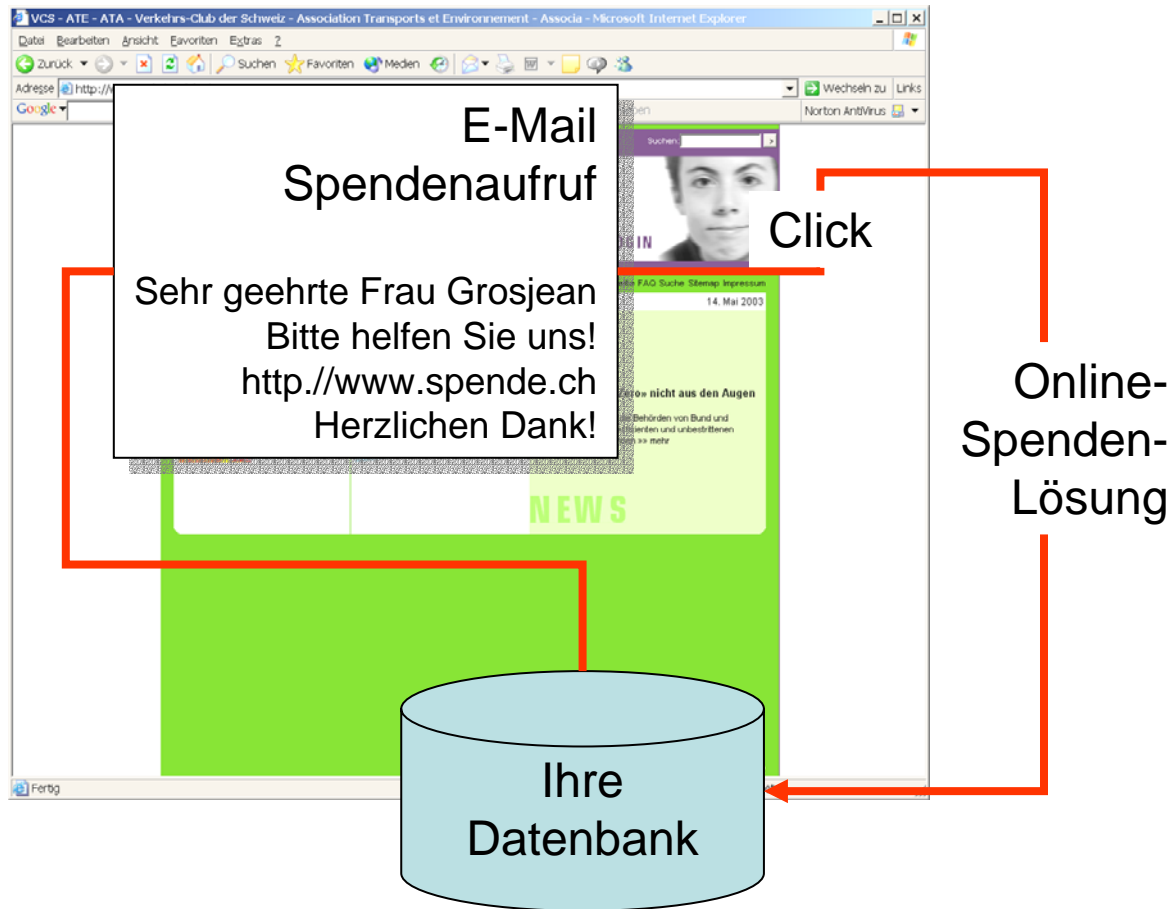 VCS - ATE - ATA - Verkehrs-Club der Schweiz - Association Transports et Environnement - Associa - Microsoft Internet Explorer
Datei Bearbeiten Ansicht Favoriten Extras ?
Zurück Suchen Favoriten Medien
Adresse http:// Wechseln zu Links
Google Norton AntiVirus
E-Mail
Spendenaufruf
Sehr geehrte Frau Grosjean
Bitte helfen Sie uns!
http.//www.spende.ch
Herzlichen Dank!
Suchen:
Click
FAQ Suche Sitemap Impressum
14. Mai 2003
nicht aus den Augen
Behörden von Bund und
und unbestrittenen
>> mehr
NEWS
Online-
Spenden-
Lösung
Fertig
Ihre
Datenbank